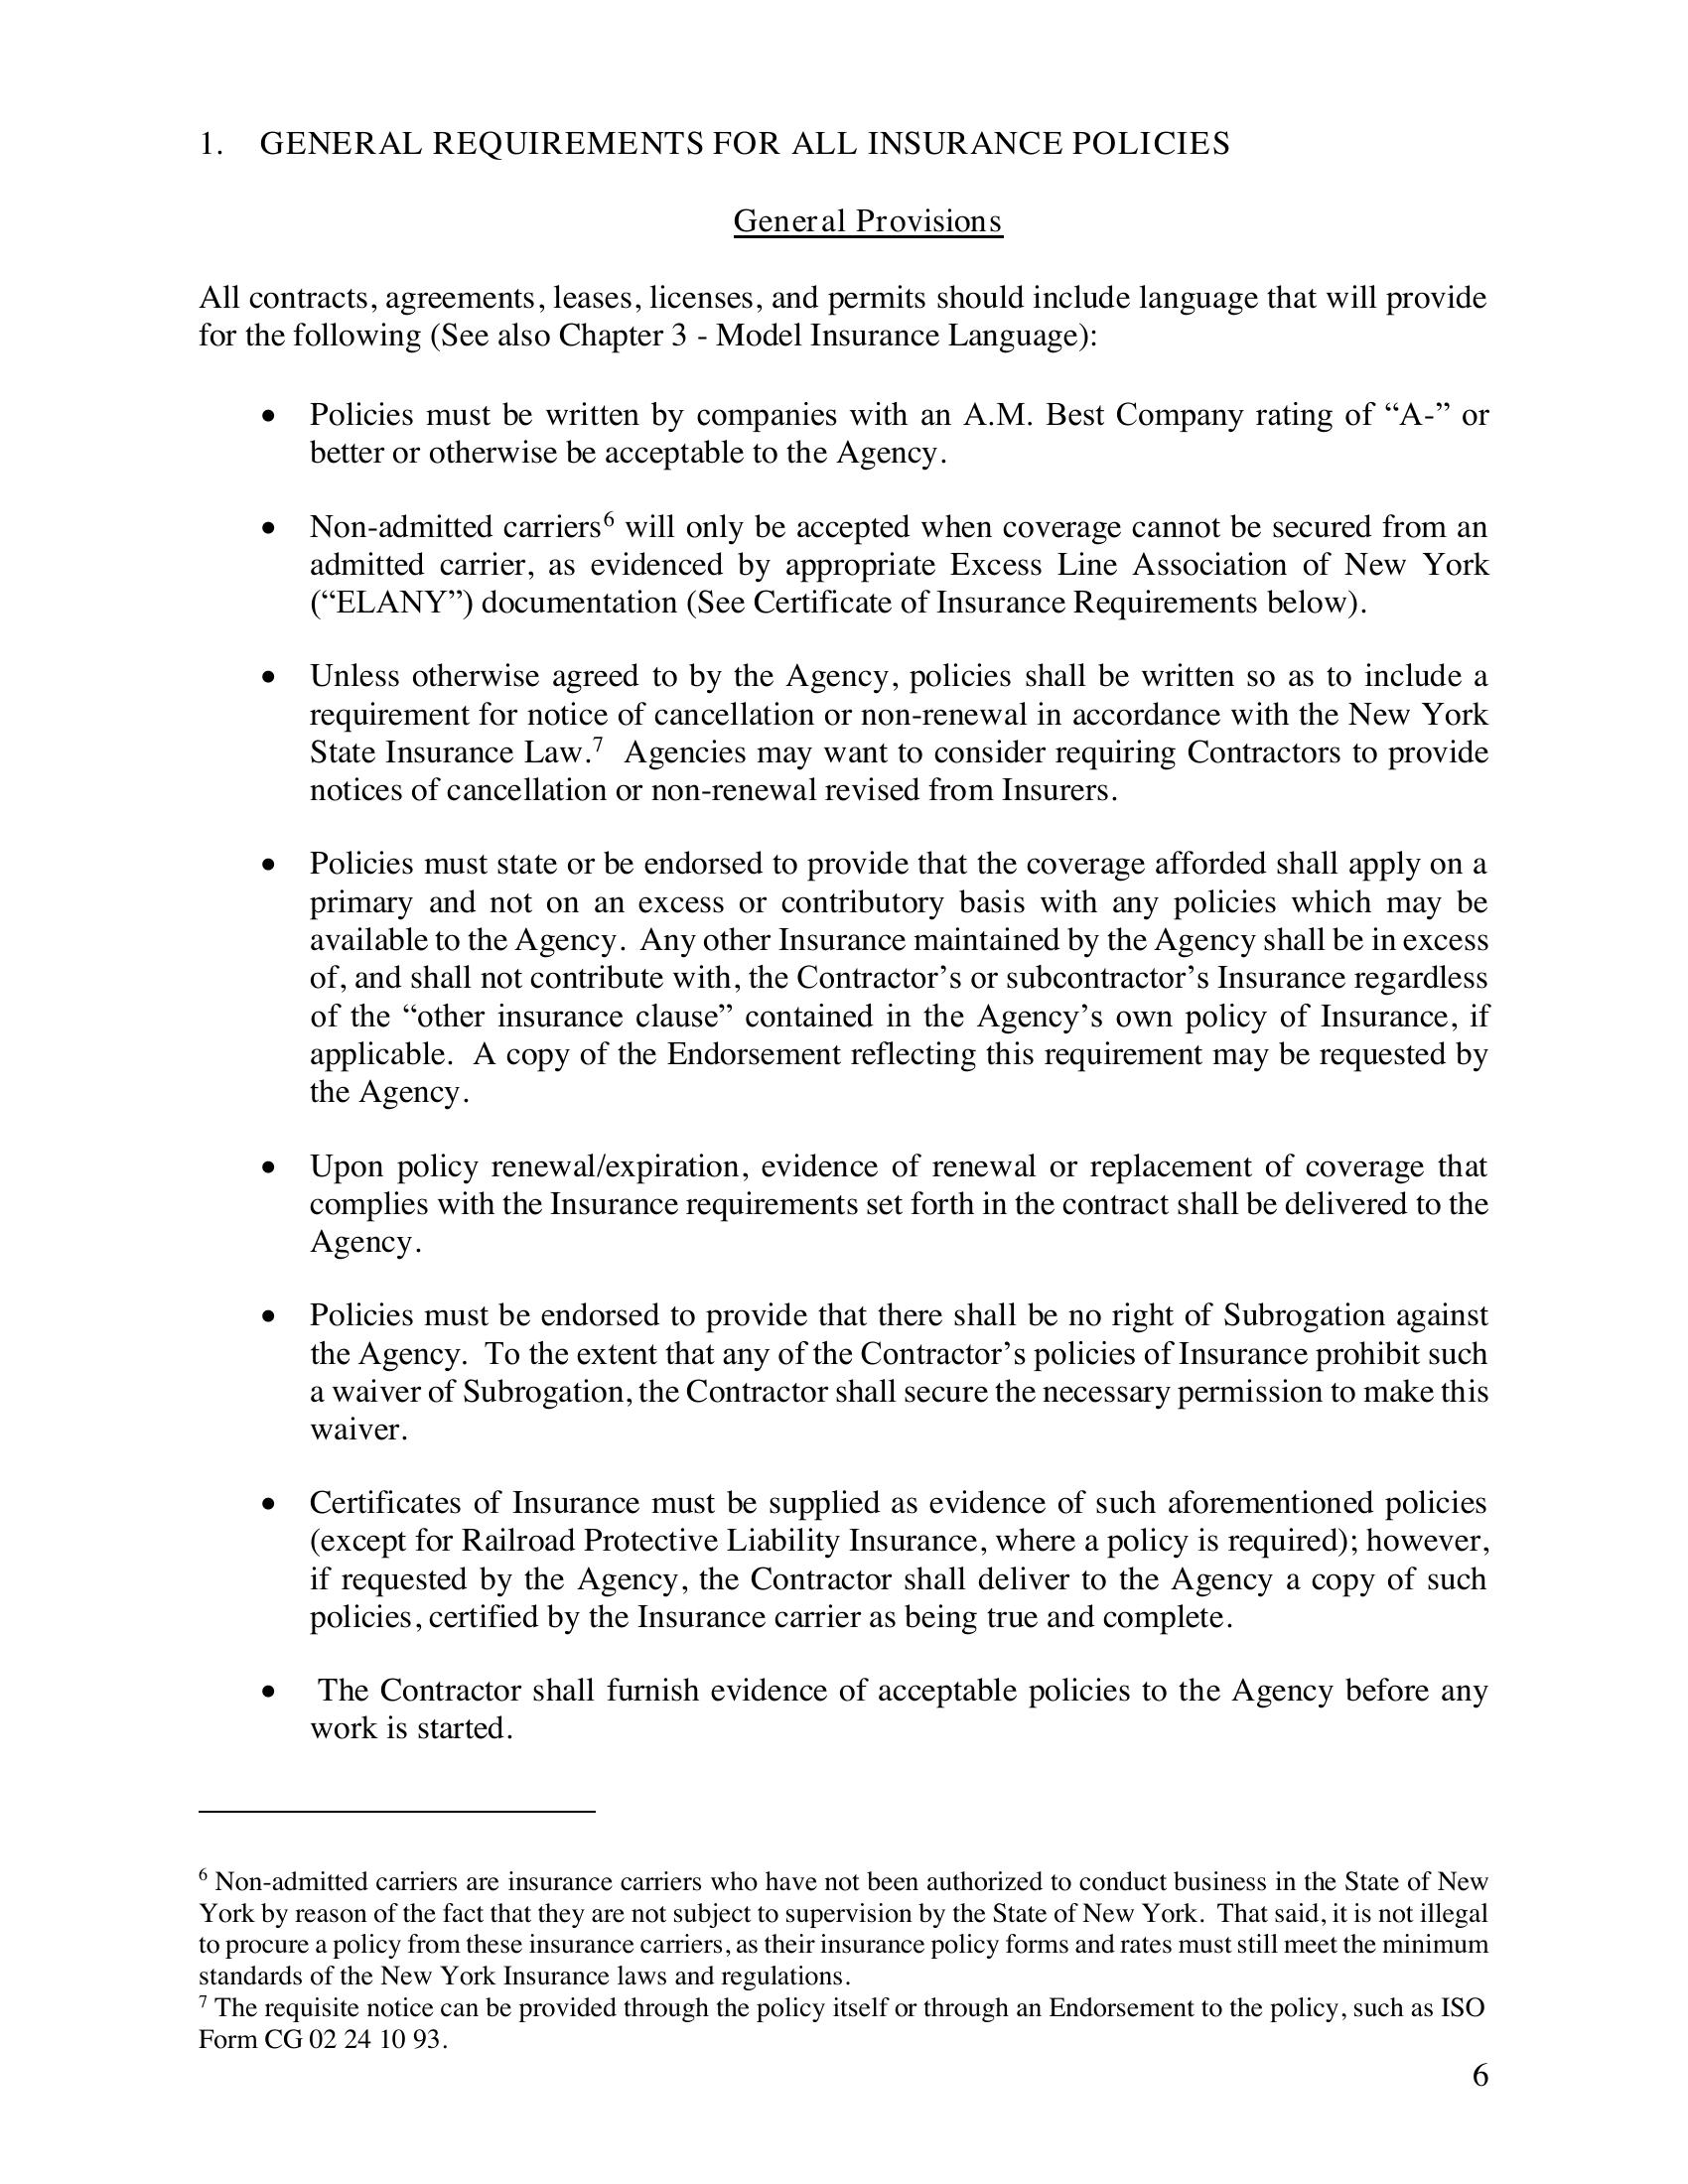 1. GENERAL REQUIREMENTS FOR ALL INSURANCE POLICIES
General Provisions
All contracts, agreements, leases, licenses, and permits should include language that will provide
for the following (See also Chapter 3 - Model Insurance Language):
• Policies must be written by companies with an A.M. Best Company rating of “A-” or
better or otherwise be acceptable to the Agency.
• Non-admitted carriers6 will only be accepted when coverage cannot be secured from an
admitted carrier, as evidenced by appropriate Excess Line Association of New York
(“ELANY”) documentation (See Certificate of Insurance Requirements below).
• Unless otherwise agreed to by the Agency, policies shall be written so as to include a
requirement for notice of cancellation or non-renewal in accordance with the New York
State Insurance Law.7 Agencies may want to consider requiring Contractors to provide
notices of cancellation or non-renewal revised from Insurers.
• Policies must state or be endorsed to provide that the coverage afforded shall apply on a
primary and not on an excess or contributory basis with any policies which may be
available to the Agency. Any other Insurance maintained by the Agency shall be in excess
of, and shall not contribute with, the Contractor’s or subcontractor’s Insurance regardless
of the “other insurance clause” contained in the Agency’s own policy of Insurance, if
applicable. A copy of the Endorsement reflecting this requirement may be requested by
the Agency.
• Upon policy renewal/expiration, evidence of renewal or replacement of coverage that
complies with the Insurance requirements set forth in the contract shall be delivered to the
Agency.
• Policies must be endorsed to provide that there shall be no right of Subrogation against
the Agency. To the extent that any of the Contractor’s policies of Insurance prohibit such
a waiver of Subrogation, the Contractor shall secure the necessary permission to make this
waiver.
• Certificates of Insurance must be supplied as evidence of such aforementioned policies
(except for Railroad Protective Liability Insurance, where a policy is required); however,
if requested by the Agency, the Contractor shall deliver to the Agency a copy of such
policies, certified by the Insurance carrier as being true and complete.
• The Contractor shall furnish evidence of acceptable policies to the Agency before any
work is started.
6 Non-admitted carriers are insurance carriers who have not been authorized to conduct business in the State of New
York by reason of the fact that they are not subject to supervision by the State of New York. That said, it is not illegal
to procure a policy from these insurance carriers, as their insurance policy forms and rates must still meet the minimum
standards of the New York Insurance laws and regulations.
7 The requisite notice can be provided through the policy itself or through an Endorsement to the policy, such as ISO
Form CG 02 24 10 93.
6